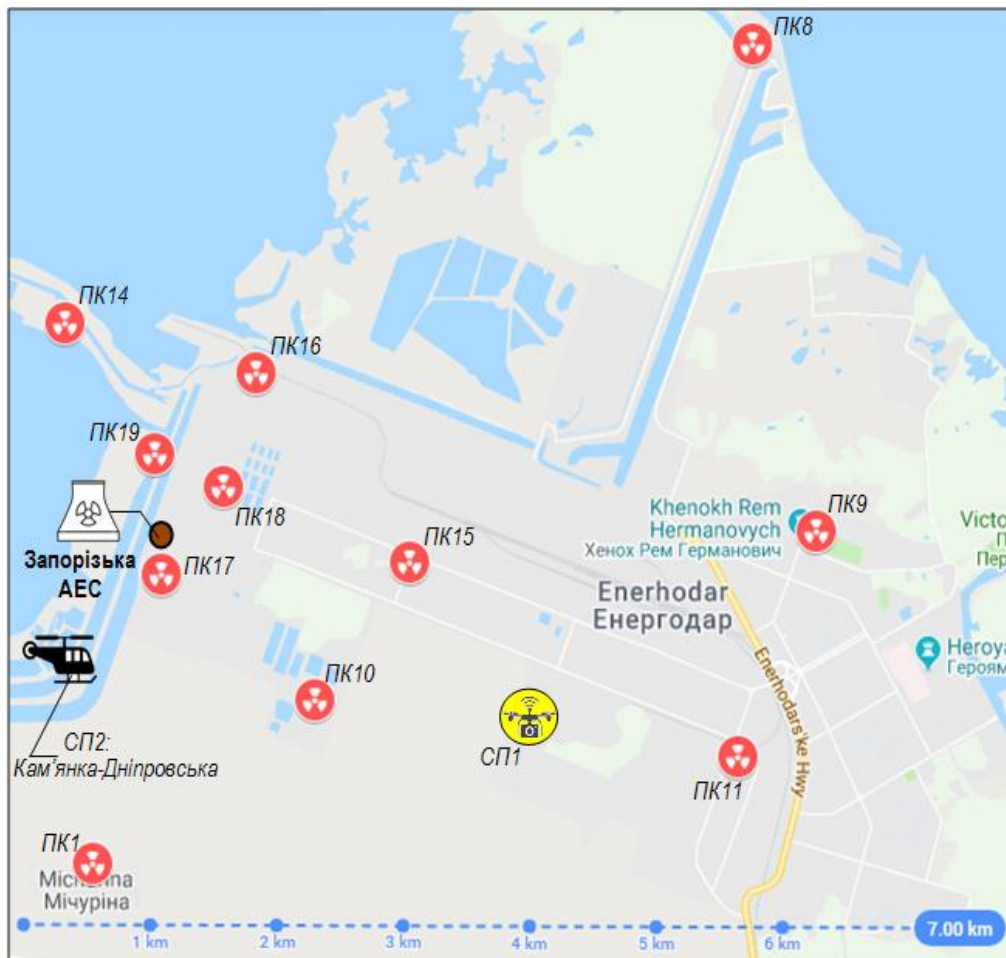 ПК8
ПК14
ПК16
ПК19
ПК18
Запорізька
АЕС
ПК17
ПК15
Khenokh Rem
Hermanovych
Хенох Рем Германович
ПК9
Victo
П
Пер
Enerhodar
Енергодар
Enerhodars'ke Hwy
Heroya
Героям
ПК10
СП2:
Кам'янка-Дніпровська
СП1
ПК11
ПК1
Мічуріна
1 km
2 km
3 km
4 km
5 km
6 km
7.00 km